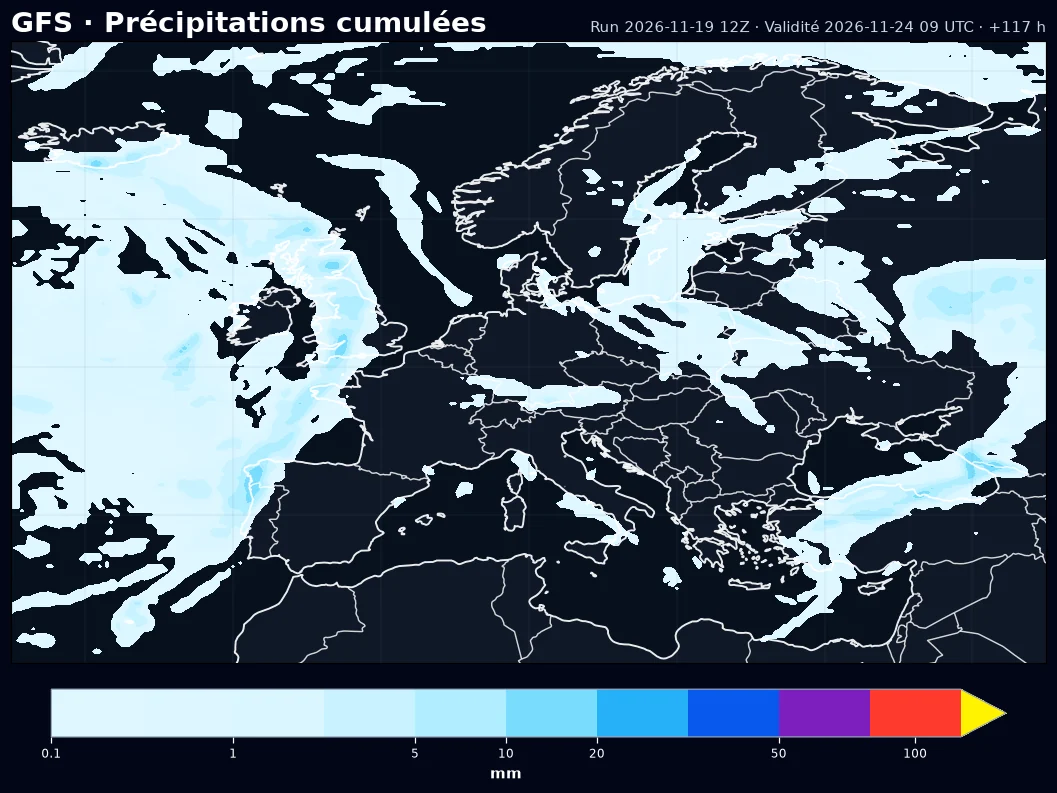 GFS · Précipitations cumulées
Run 2026-11-19 12Z · Validité 2026-11-24 09 UTC · +117 h
0.1 1 5 10 20 50 100
mm